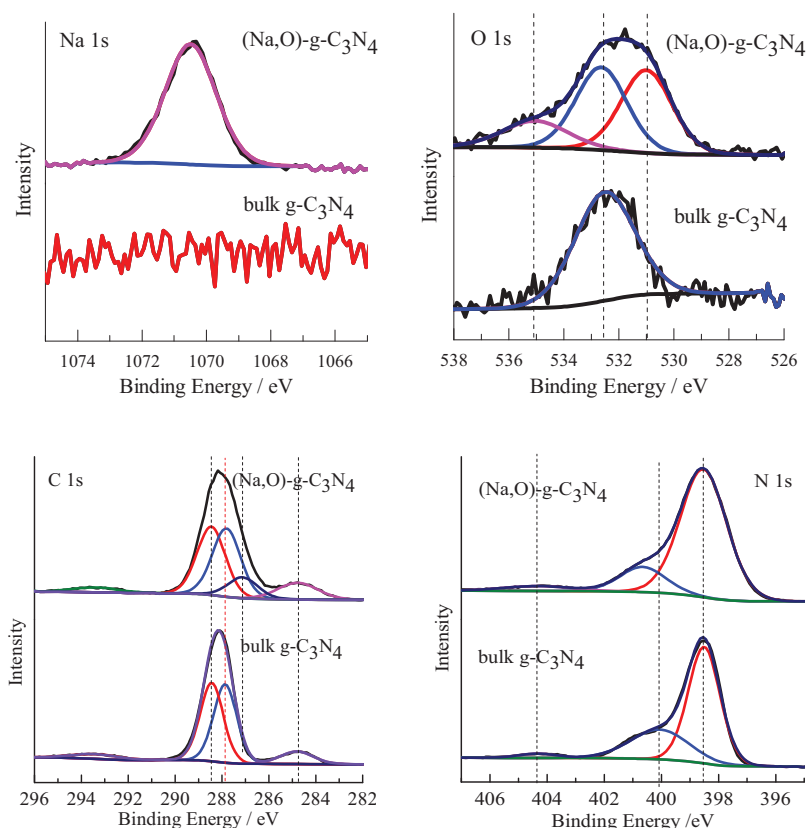 Na 1s
(Na,O)-g-C₃N₄
bulk g-C₃N₄
Intensity
1074 1072 1070 1068 1066
Binding Energy / eV
O 1s
(Na,O)-g-C₃N₄
bulk g-C₃N₄
Intensity
538 536 534 532 530 528 526
Binding Energy / eV
C 1s
(Na,O)-g-C₃N₄
bulk g-C₃N₄
Intensity
296 294 292 290 288 286 284 282
Binding Energy / eV
N 1s
(Na,O)-g-C₃N₄
bulk g-C₃N₄
Intensity
406 404 402 400 398 396
Binding Energy /eV